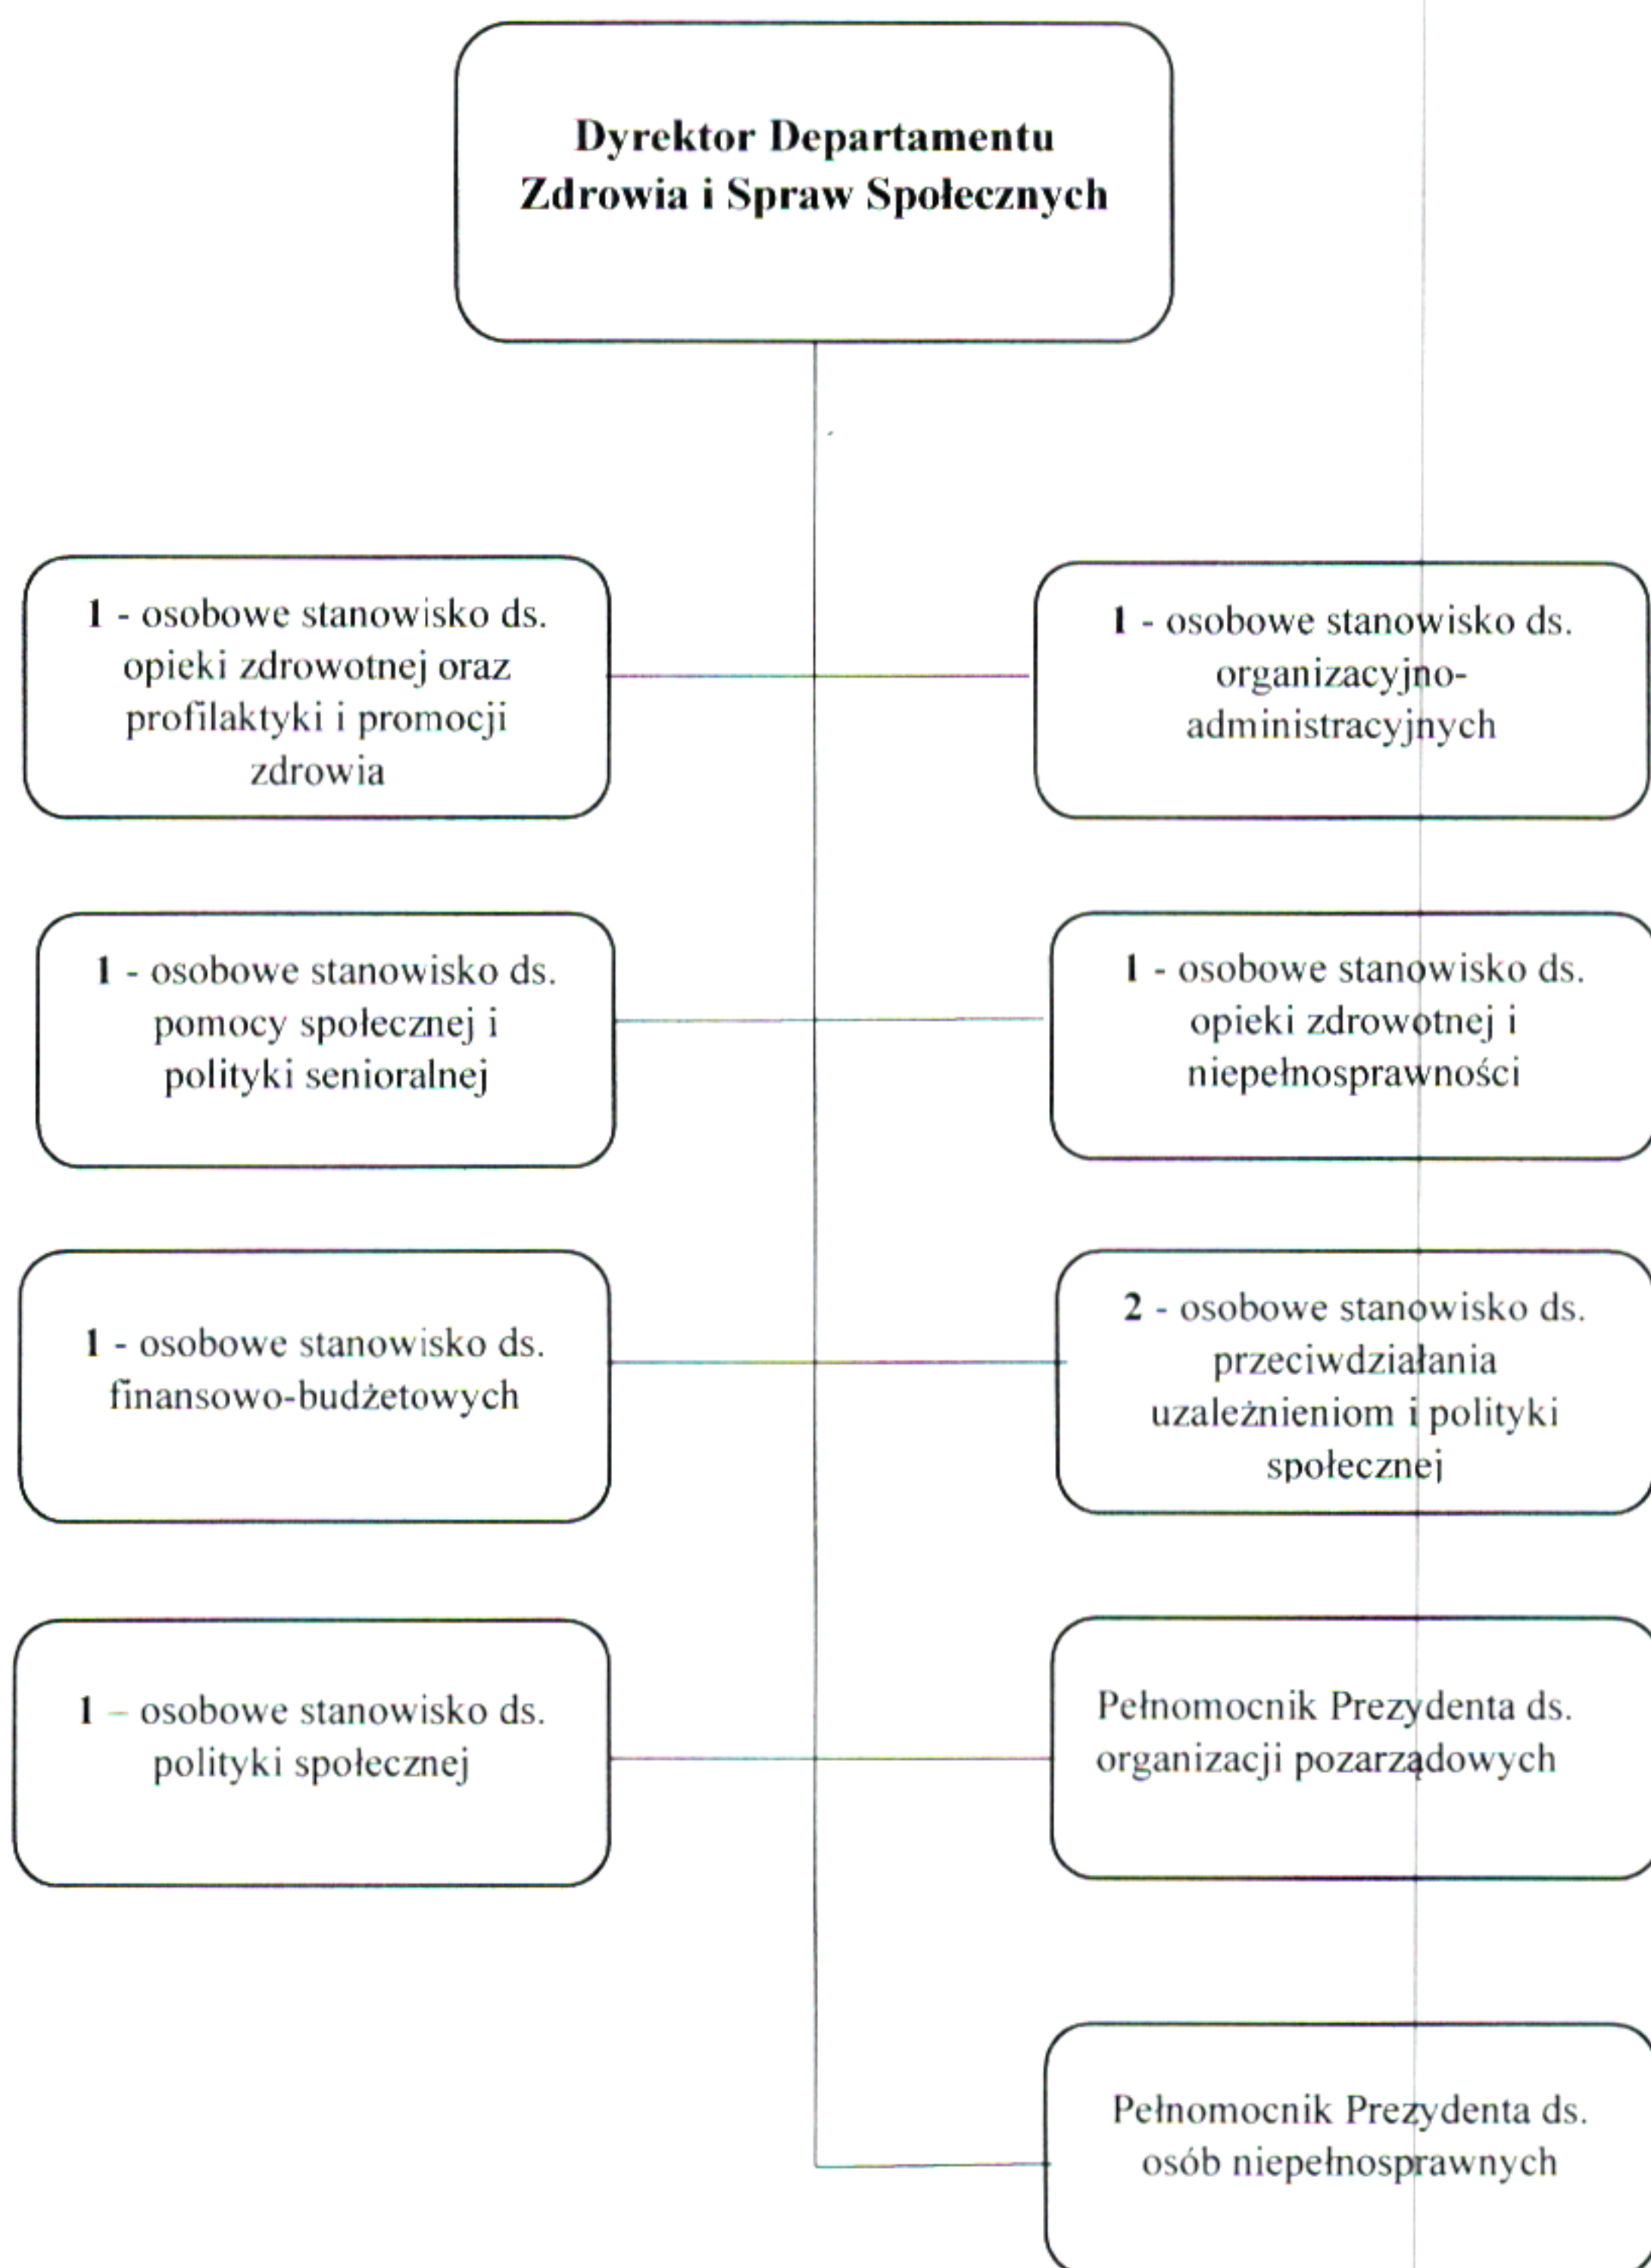 Dyrektor Departamentu
Zdrowia i Spraw Społecznych
1 - osobowe stanowisko ds.
opieki zdrowotnej oraz
profilaktyki i promocji
zdrowia
1 - osobowe stanowisko ds.
organizacyjno-
administracyjnych
1 - osobowe stanowisko ds.
pomocy społecznej i
polityki senioralnej
1 - osobowe stanowisko ds.
opieki zdrowotnej i
niepełnosprawności
1 - osobowe stanowisko ds.
finansowo-budżetowych
2 - osobowe stanowisko ds.
przeciwdziałania
uzależnieniom i polityki
społecznej
1 – osobowe stanowisko ds.
polityki społecznej
Pełnomocnik Prezydenta ds.
organizacji pozarządowych
Pełnomocnik Prezydenta ds.
osób niepełnosprawnych